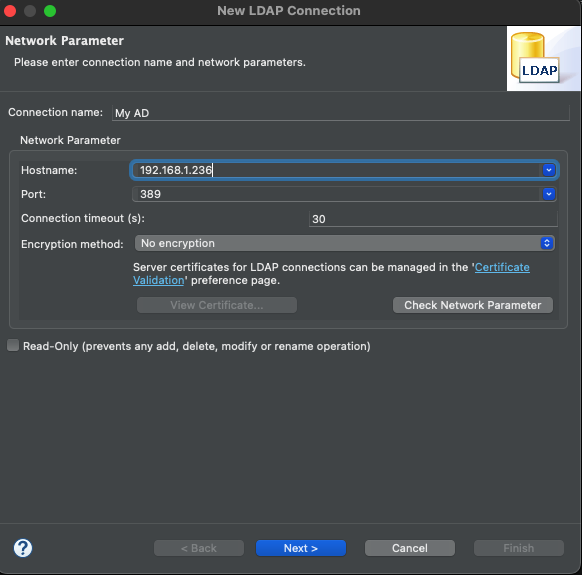 New LDAP Connection
Network Parameter
Please enter connection name and network parameters.
LDAP
Connection name: My AD
Network Parameter
Hostname: 192.168.1.236
Port: 389
Connection timeout (s): 30
Encryption method: No encryption
Server certificates for LDAP connections can be managed in the 'Certificate
Validation' preference page.
View Certificate... Check Network Parameter
Read-Only (prevents any add, delete, modify or rename operation)
? < Back Next > Cancel Finish